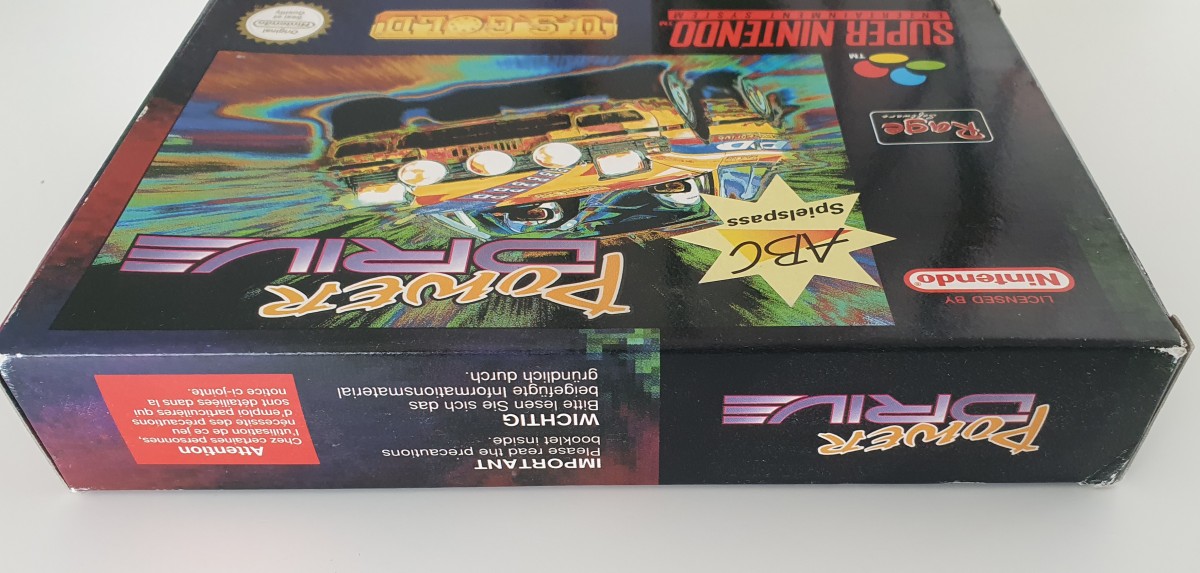 POWER
DRIVE
IMPORTANT
Please read the precautions
booklet inside.
WICHTIG
Bitte lesen Sie sich das
beigefügte Informationsmaterial
gründlich durch.
Attention
Chez certaines personnes,
l'utilisation de ce jeu
nécessite des précautions
d'emploi particulières qui
sont détaillées dans la
notice ci-jointe.
LICENSED BY
Nintendo
POWER
DRIVE
ABC
Spielspass
Rage
Software
TM
SUPER NINTENDO™
ENTERTAINMENT SYSTEM
U.S. GOLD
Original
Nintendo